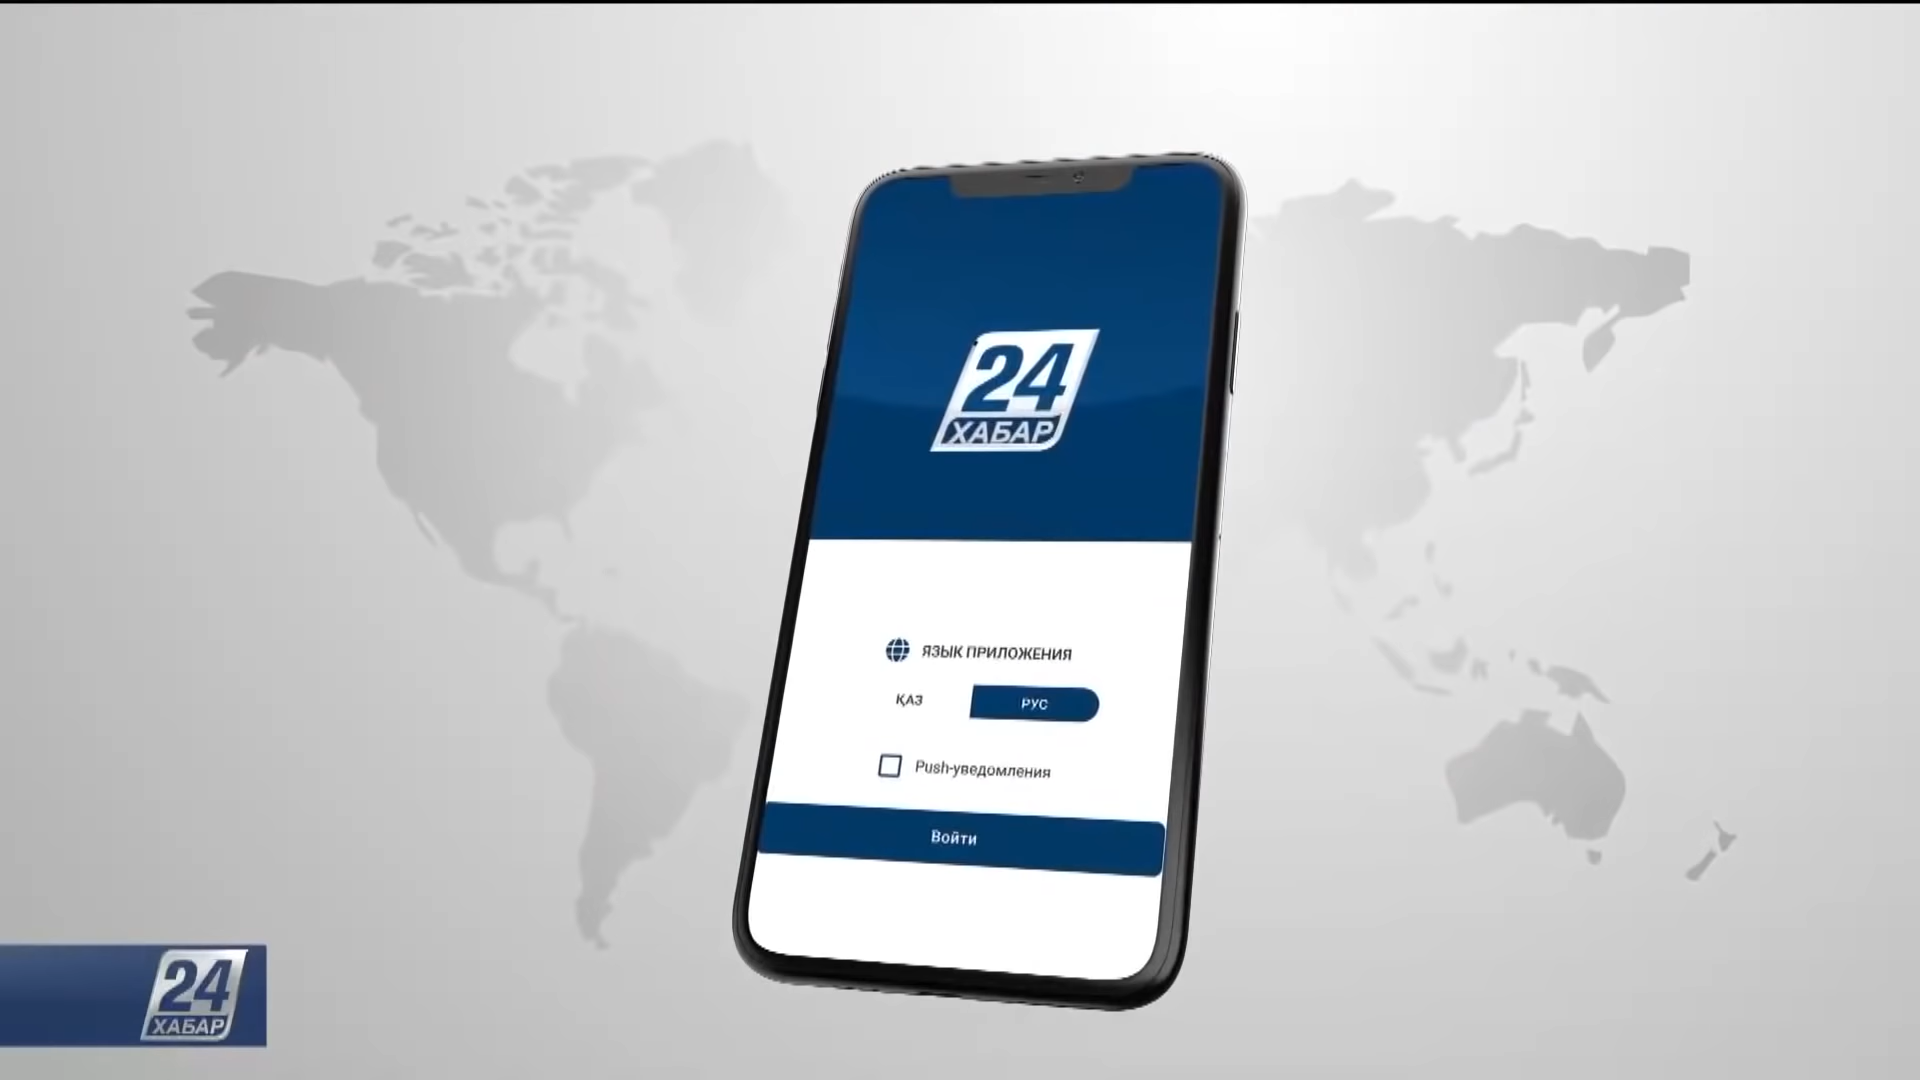 24
ХАБАР
ЯЗЫК ПРИЛОЖЕНИЯ
ҚАЗ
РУС
Push-уведомления
Войти
24
ХАБАР